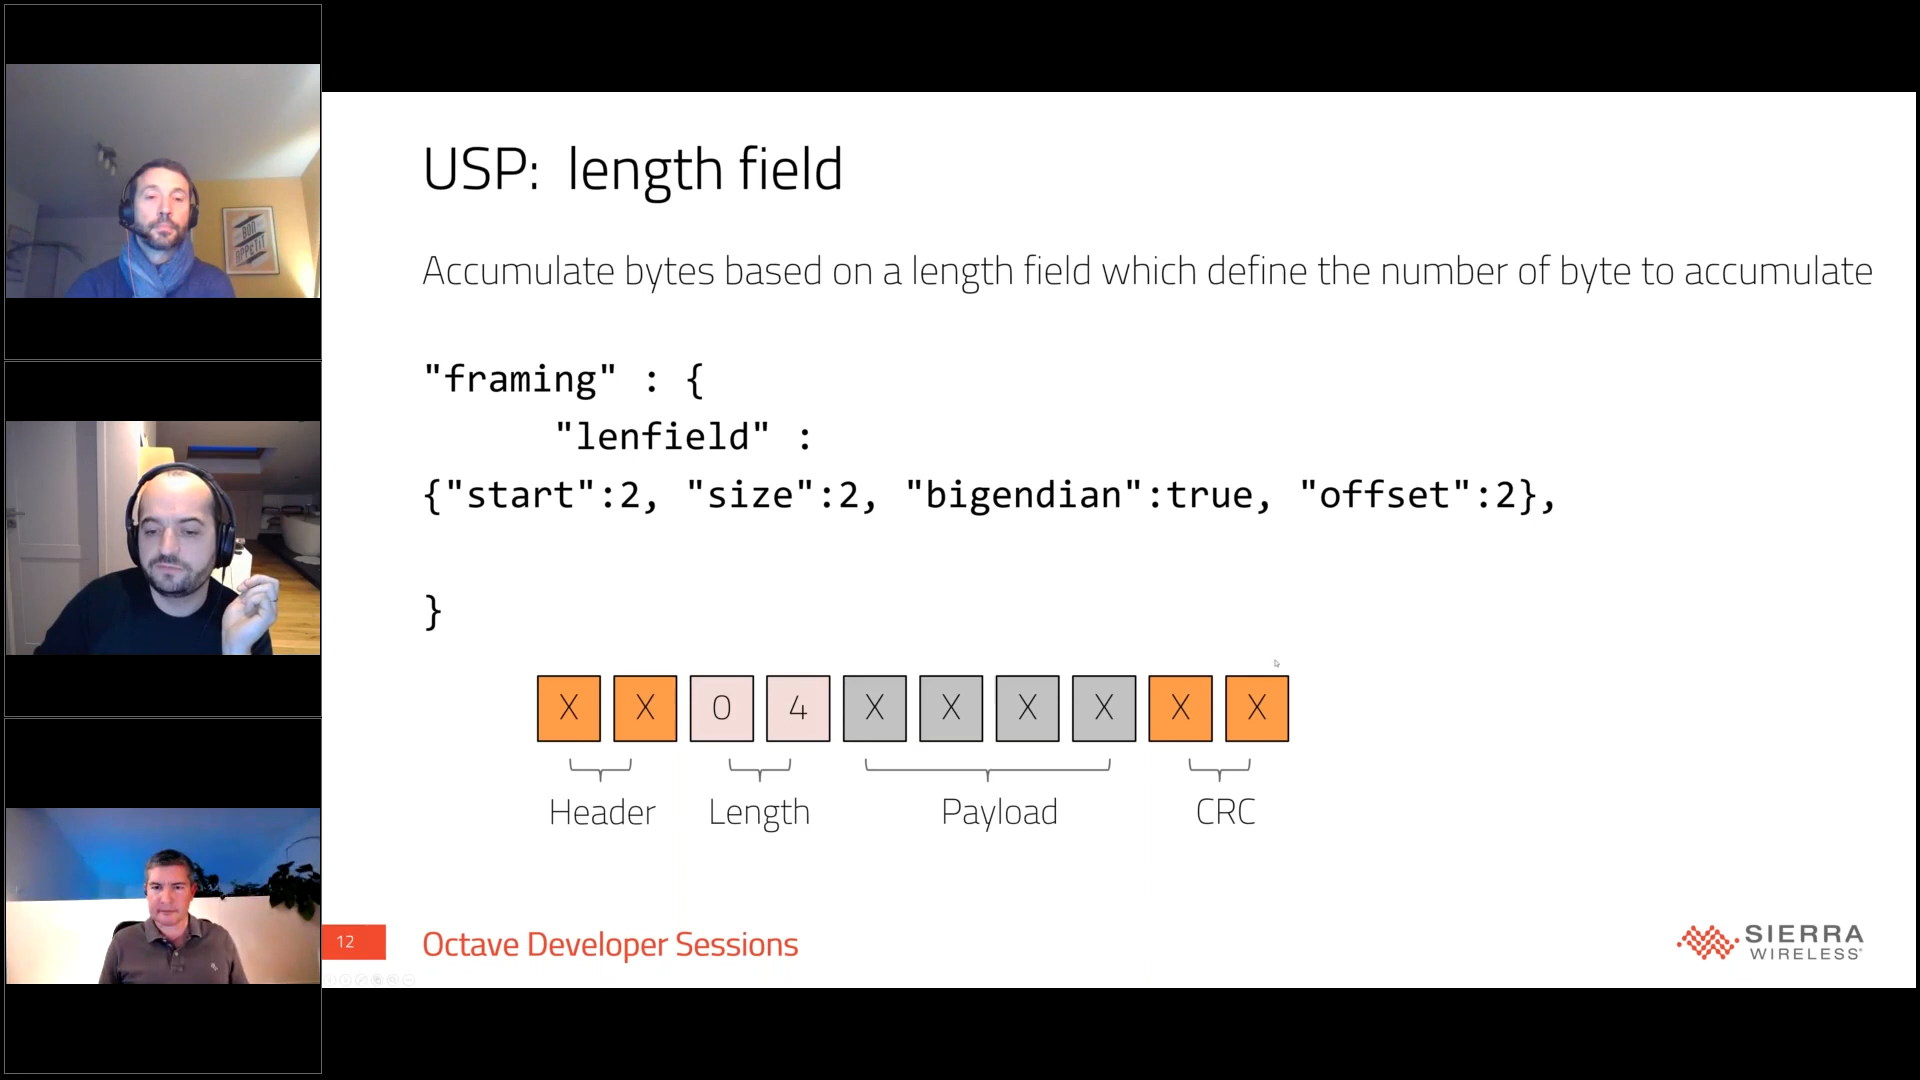 BON
APPETIT
USP: length field
Accumulate bytes based on a length field which define the number of byte to accumulate
"framing" : {
"lenfield" :
{"start":2, "size":2, "bigendian":true, "offset":2},
}
X X 0 4 X X X X X X
Header Length Payload CRC
12 Octave Developer Sessions
SIERRA
WIRELESS